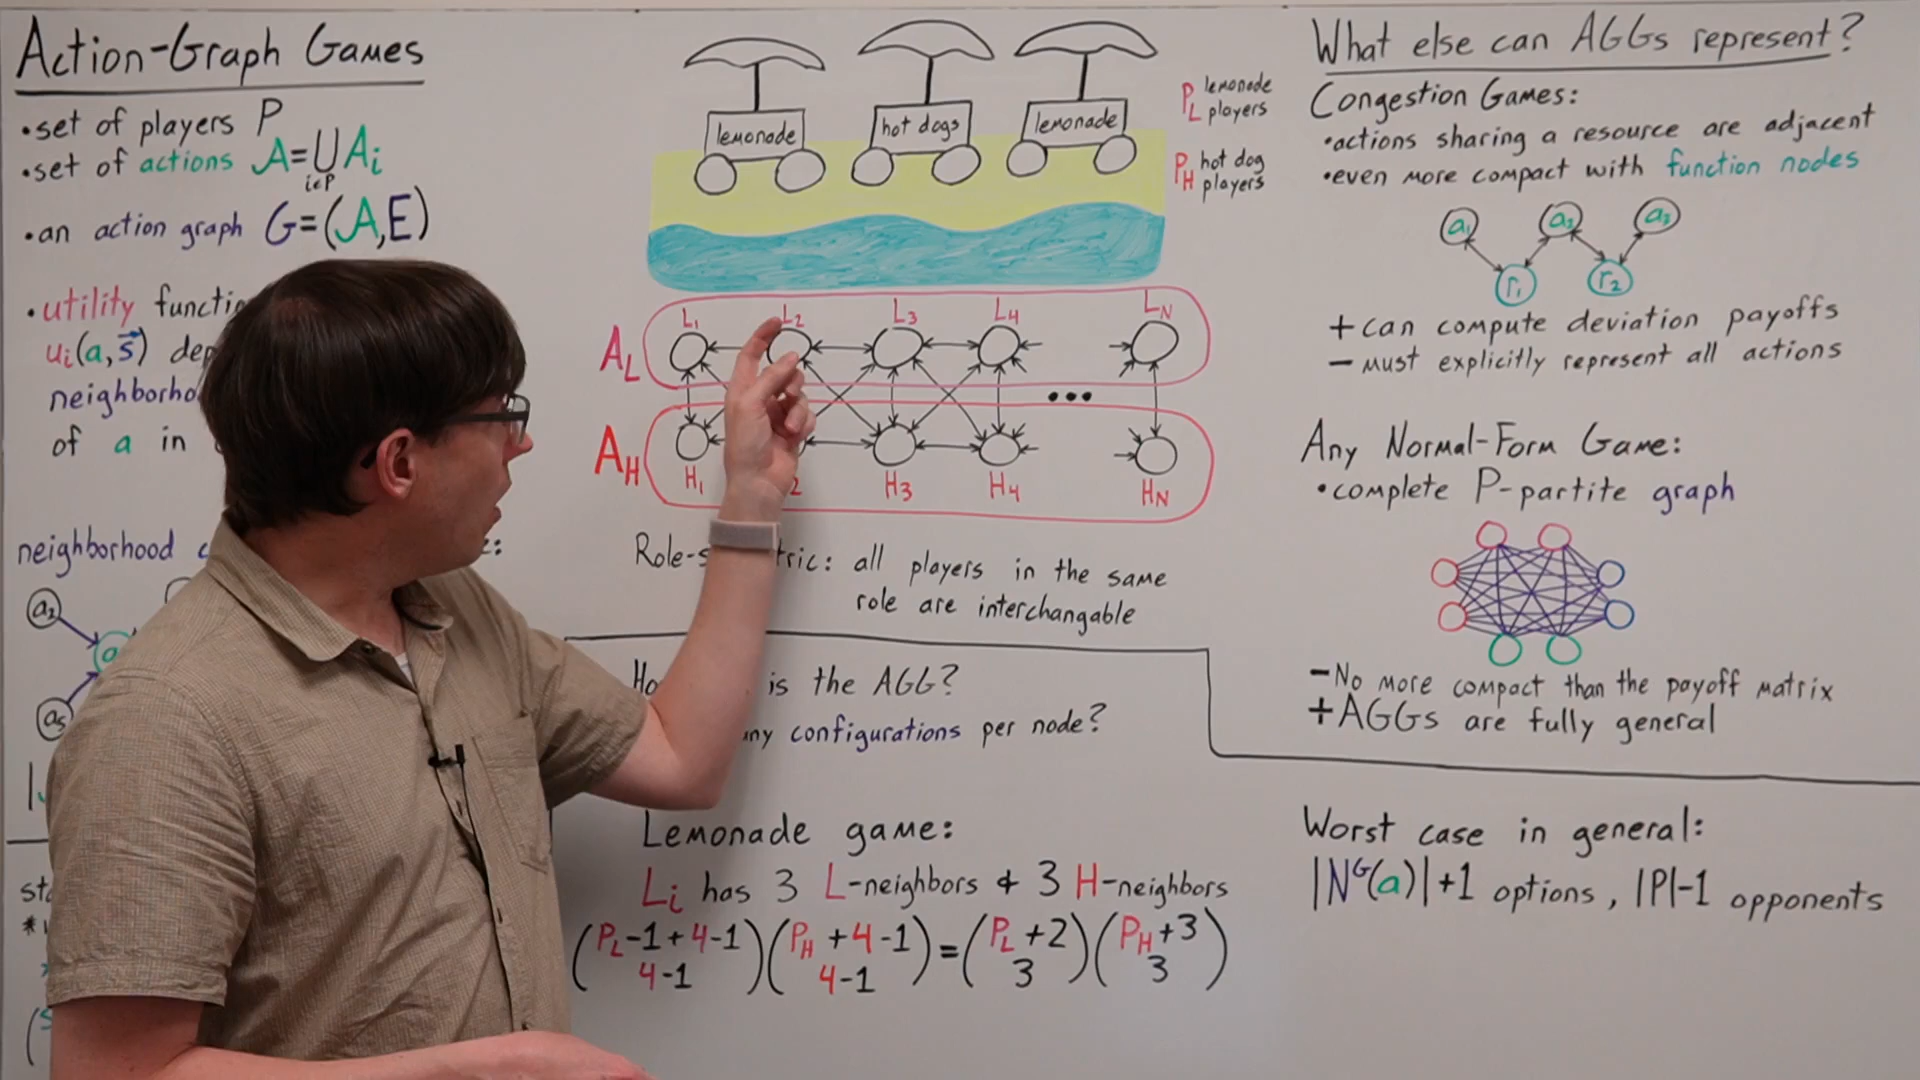 Action-Graph Games
•set of players P
•set of actions A=∪Ai
i∈P
•an action graph G=(A,E)
•utility
ui(a,s⃗)
of a in
neighborhood
a2
a5
lemonade
hot dogs
lemonade
PL lemonade players
PH hot dog players
AL
L1 L2 L3 L4 LN
•••
AH
H1 2 H3 H4 HN
all players in the same
role are interchangable
is the AGG?
configurations per node?
Lemonade game:
Li has 3 L-neighbors & 3 H-neighbors
(PL-1+4-1 4-1)(PH+4-1 4-1)=(PL+2 3)(PH+3 3)
What else can AGGs represent?
Congestion Games:
•actions sharing a resource are adjacent
•even more compact with function nodes
a1 a2 a3
r1 r2
+can compute deviation payoffs
−must explicitly represent all actions
Any Normal-Form Game:
•complete P-partite graph
−No more compact than the payoff matrix
+AGGs are fully general
Worst case in general:
|N^G(a)|+1 options, |P|-1 opponents